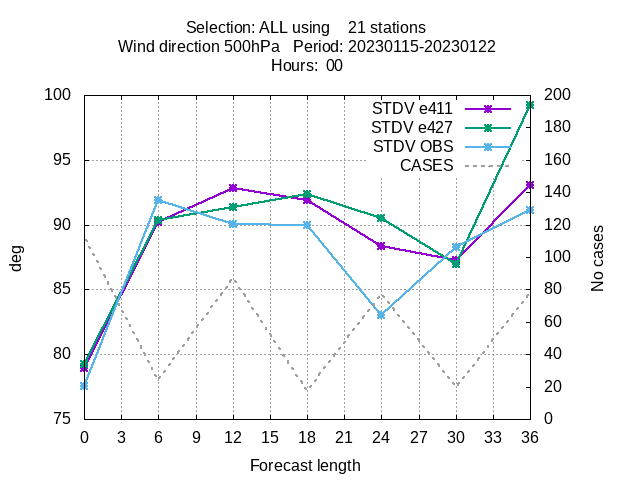 Selection: ALL using 21 stations
Wind direction 500hPa Period: 20230115-20230122
Hours: 00
STDV e411
STDV e427
STDV OBS
CASES
100
95
90
85
80
75
deg
200
180
160
140
120
100
80
60
40
20
0
No cases
0 3 6 9 12 15 18 21 24 27 30 33 36
Forecast length